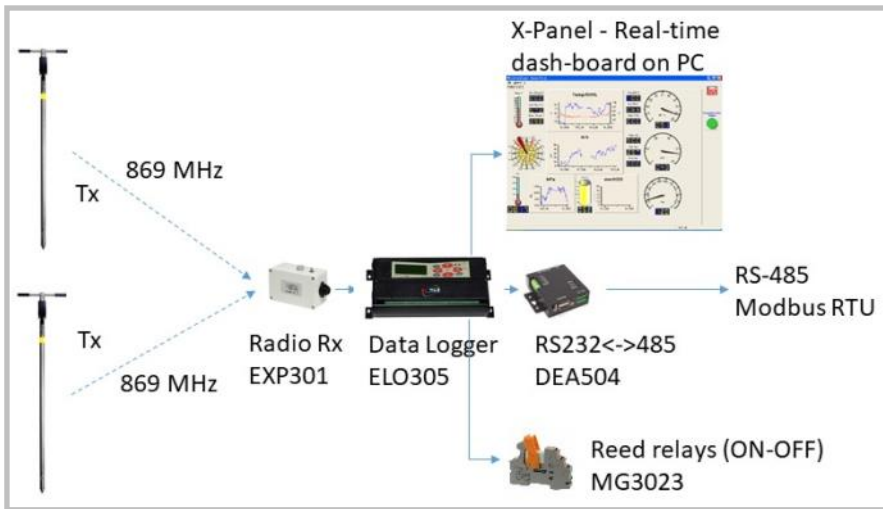 X-Panel - Real-time
dash-board on PC
869 MHz
Tx
Tx
869 MHz
Radio Rx
EXP301
Data Logger
ELO305
RS232<->485
DEA504
RS-485
Modbus RTU
Reed relays (ON-OFF)
MG3023